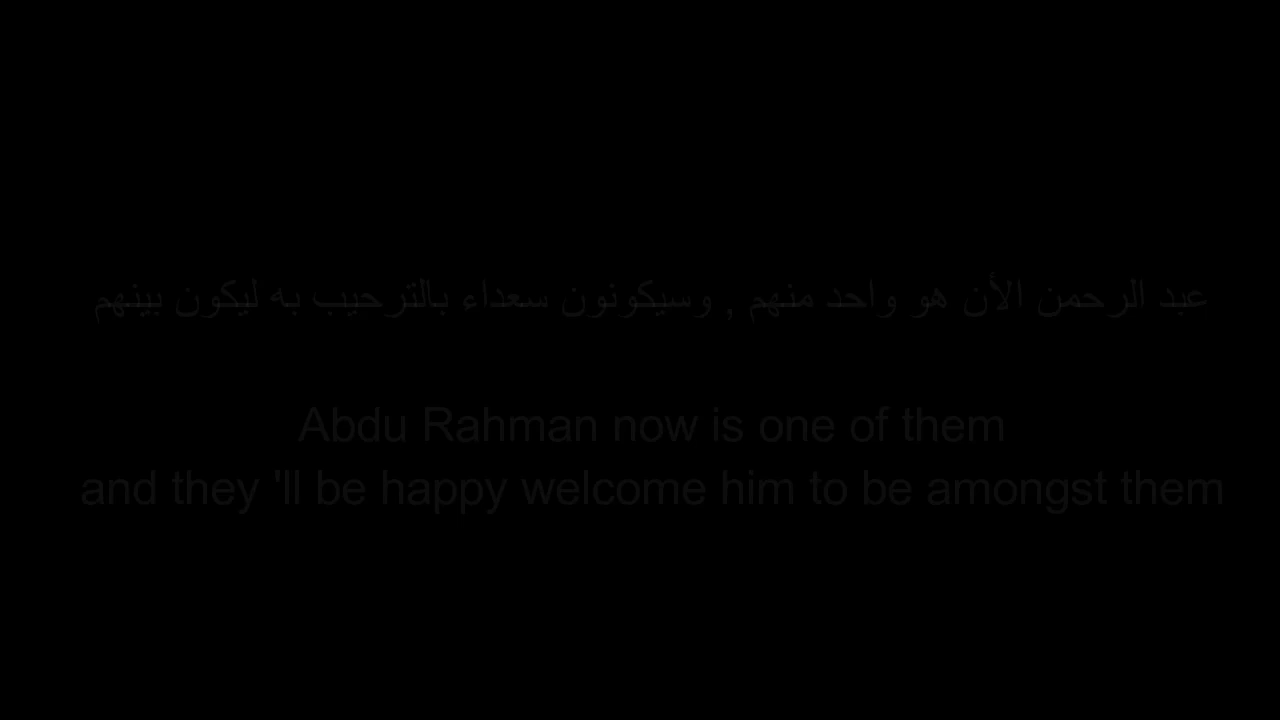 عبد الرحمن الأن هو واحد منهم , وسيكونون سعداء بالترحيب به ليكون بينهم
Abdu Rahman now is one of them
and they 'll be happy welcome him to be amongst them